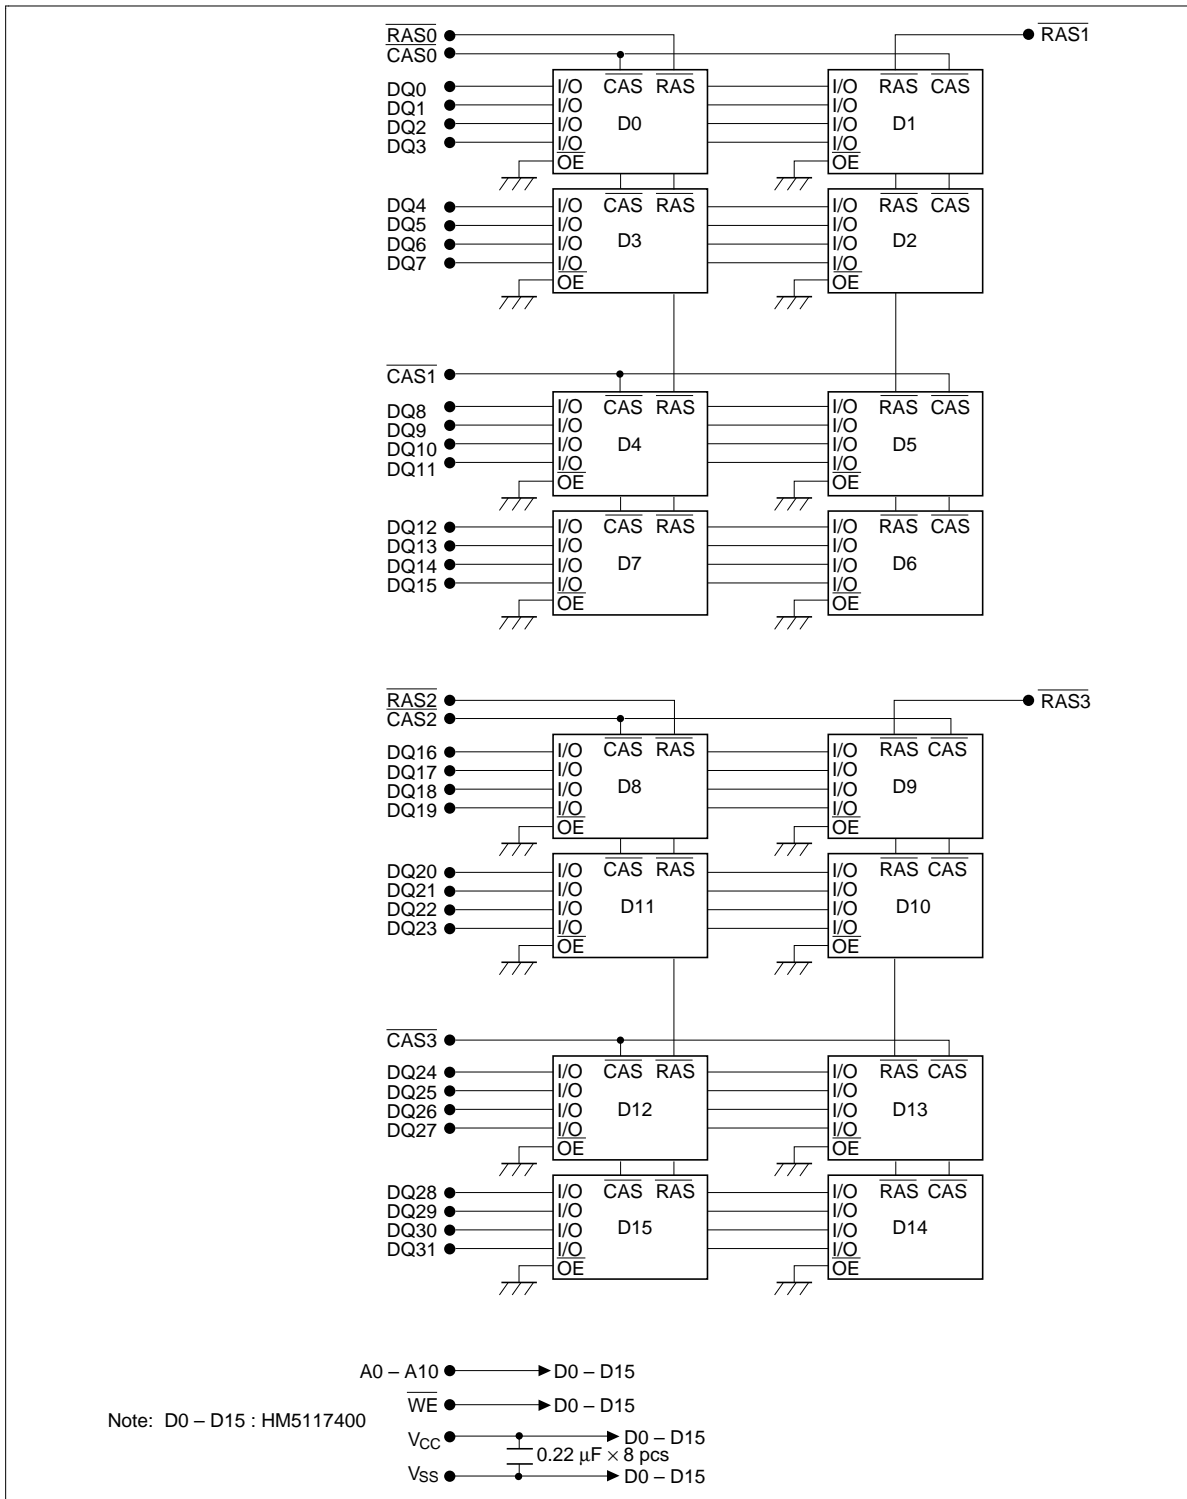 RAS0 RAS1
CAS0
DQ0 I/O CAS RAS I/O RAS CAS
DQ1 I/O I/O
DQ2 I/O D0 I/O D1
DQ3 I/O I/O
OE OE
DQ4 I/O CAS RAS I/O RAS CAS
DQ5 I/O I/O
DQ6 I/O D3 I/O D2
DQ7 I/O I/O
OE OE
CAS1
DQ8 I/O CAS RAS I/O RAS CAS
DQ9 I/O I/O
DQ10 I/O D4 I/O D5
DQ11 I/O I/O
OE OE
DQ12 I/O CAS RAS I/O RAS CAS
DQ13 I/O I/O
DQ14 I/O D7 I/O D6
DQ15 I/O I/O
OE OE
RAS2 RAS3
CAS2
DQ16 I/O CAS RAS I/O RAS CAS
DQ17 I/O I/O
DQ18 I/O D8 I/O D9
DQ19 I/O I/O
OE OE
DQ20 I/O CAS RAS I/O RAS CAS
DQ21 I/O I/O
DQ22 I/O D11 I/O D10
DQ23 I/O I/O
OE OE
CAS3
DQ24 I/O CAS RAS I/O RAS CAS
DQ25 I/O I/O
DQ26 I/O D12 I/O D13
DQ27 I/O I/O
OE OE
DQ28 I/O CAS RAS I/O RAS CAS
DQ29 I/O I/O
DQ30 I/O D15 I/O D14
DQ31 I/O I/O
OE OE
A0 – A10 D0 – D15
WE D0 – D15
Note: D0 – D15 : HM5117400
VCC D0 – D15
0.22 µF × 8 pcs
VSS D0 – D15